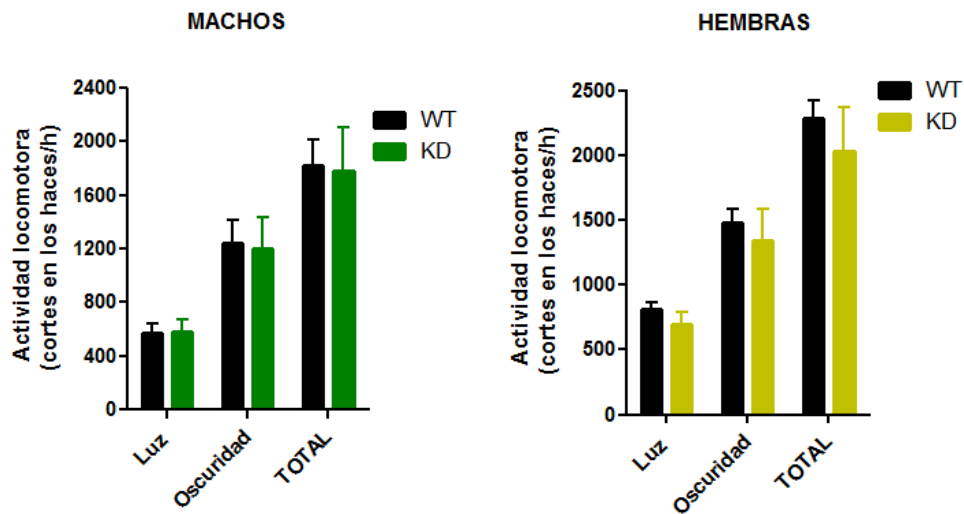 MACHOS
Actividad locomotora
(cortes en los haces/h)
2400
2000
1600
1200
800
400
0
WT
KD
Luz
Oscuridad
TOTAL
HEMBRAS
Actividad locomotora
(cortes en los haces/h)
2500
2000
1500
1000
500
0
WT
KD
Luz
Oscuridad
TOTAL